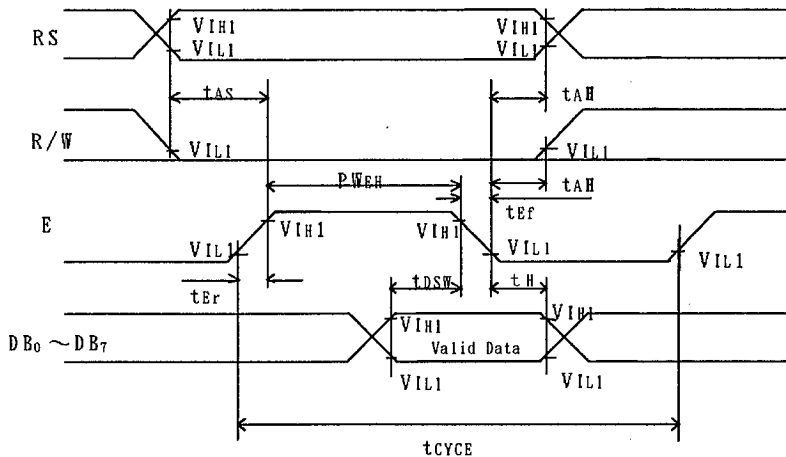 RS VIH1 VIL1 VIH1 VIL1
tAS tAH
R/W VIL1 VIL1
PWEH tAH
tEf
E VIL1 VIH1 VIH1 VIL1 VIL1
tEr tDSW tH
DB0 ~DB7 VIH1 Valid Data VIH1
VIL1 VIL1
tCYCE